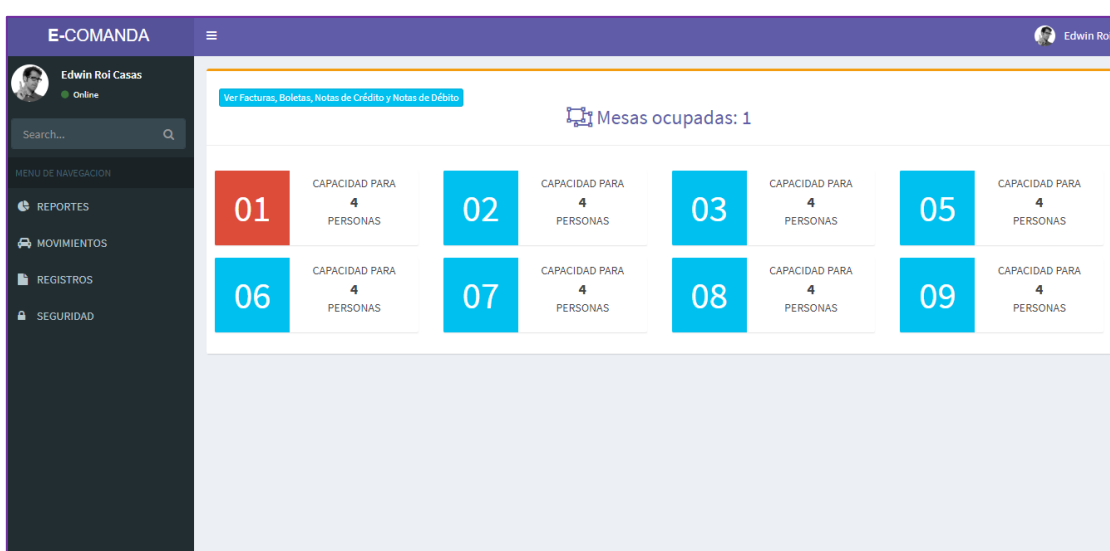 E-COMANDA
Edwin Roi
Edwin Roi Casas
Online
Search...
MENU DE NAVEGACION
REPORTES
MOVIMIENTOS
REGISTROS
SEGURIDAD
Ver Facturas, Boletas, Notas de Crédito y Notas de Débito
Mesas ocupadas: 1
01
CAPACIDAD PARA
4
PERSONAS
02
CAPACIDAD PARA
4
PERSONAS
03
CAPACIDAD PARA
4
PERSONAS
05
CAPACIDAD PARA
4
PERSONAS
06
CAPACIDAD PARA
4
PERSONAS
07
CAPACIDAD PARA
4
PERSONAS
08
CAPACIDAD PARA
4
PERSONAS
09
CAPACIDAD PARA
4
PERSONAS